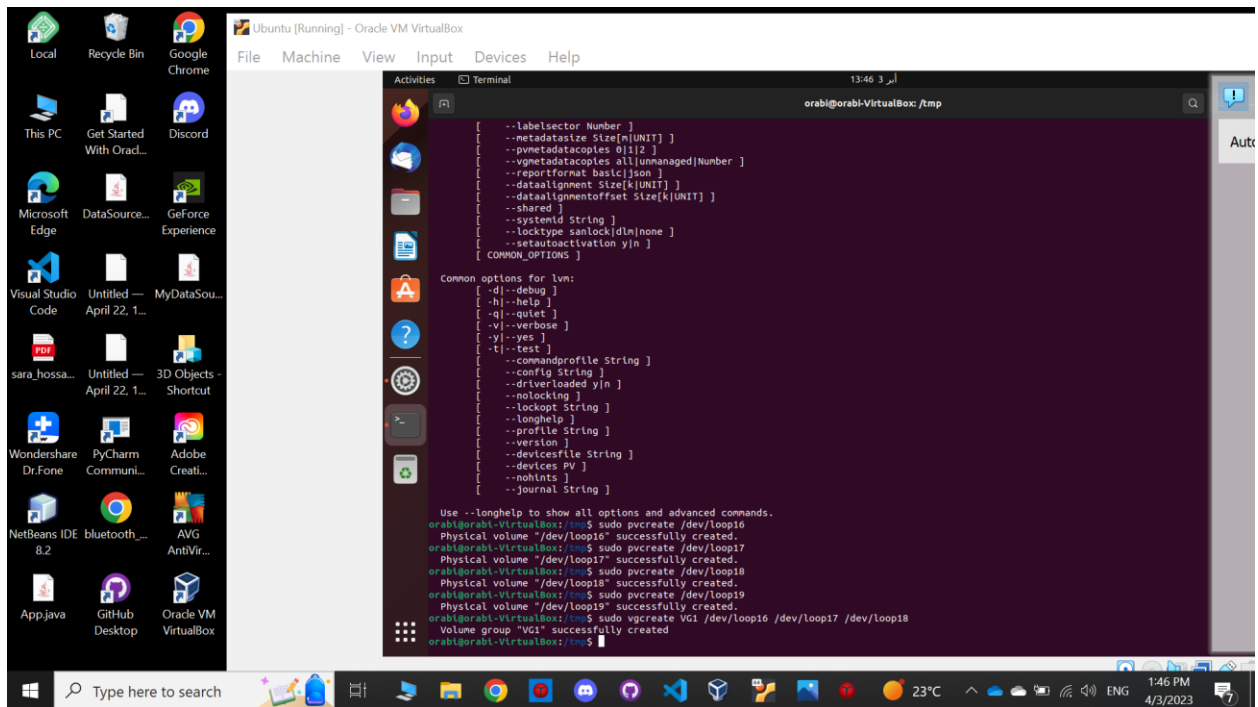 Local
Recycle Bin
Google
Chrome
This PC
Get Started
With Oracl...
Discord
Microsoft
Edge
DataSource...
GeForce
Experience
Visual Studio
Code
Untitled —
April 22, 1...
MyDataSou...
PDF
sara_hossa...
Untitled —
April 22, 1...
3D Objects -
Shortcut
Wondershare
Dr.Fone
PyCharm
Communi...
Adobe
Creati...
NetBeans IDE
8.2
bluetooth_...
AVG
AntiVir...
App.java
GitHub
Desktop
Oracle VM
VirtualBox
Ubuntu [Running] - Oracle VM VirtualBox
File Machine View Input Devices Help
Activities Terminal 13:46 3 أبر
orabi@orabi-VirtualBox: /tmp
Auto
[ --labelsector Number ]
[ --metadatasize Size[m|UNIT] ]
[ --pvmetadatacopies 0|1|2 ]
[ --vgmetadatacopies all|unmanaged|Number ]
[ --reportformat basic|json ]
[ --dataalignment Size[k|UNIT] ]
[ --dataalignmentoffset Size[k|UNIT] ]
[ --shared ]
[ --systemid String ]
[ --locktype sanlock|dlm|none ]
[ --setautoactivation y|n ]
[ COMMON_OPTIONS ]
Common options for lvm:
[ -d|--debug ]
[ -h|--help ]
[ -q|--quiet ]
[ -v|--verbose ]
[ -y|--yes ]
[ -t|--test ]
[ --commandprofile String ]
[ --config String ]
[ --driverloaded y|n ]
[ --nolocking ]
[ --lockopt String ]
[ --longhelp ]
[ --profile String ]
[ --version ]
[ --devicesfile String ]
[ --devices PV ]
[ --nohints ]
[ --journal String ]
Use --longhelp to show all options and advanced commands.
orabi@orabi-VirtualBox:/tmp$ sudo pvcreate /dev/loop16
Physical volume "/dev/loop16" successfully created.
orabi@orabi-VirtualBox:/tmp$ sudo pvcreate /dev/loop17
Physical volume "/dev/loop17" successfully created.
orabi@orabi-VirtualBox:/tmp$ sudo pvcreate /dev/loop18
Physical volume "/dev/loop18" successfully created.
orabi@orabi-VirtualBox:/tmp$ sudo pvcreate /dev/loop19
Physical volume "/dev/loop19" successfully created.
orabi@orabi-VirtualBox:/tmp$ sudo vgcreate VG1 /dev/loop16 /dev/loop17 /dev/loop18
Volume group "VG1" successfully created
orabi@orabi-VirtualBox:/tmp$
Type here to search
23°C
ENG
1:46 PM
4/3/2023
7